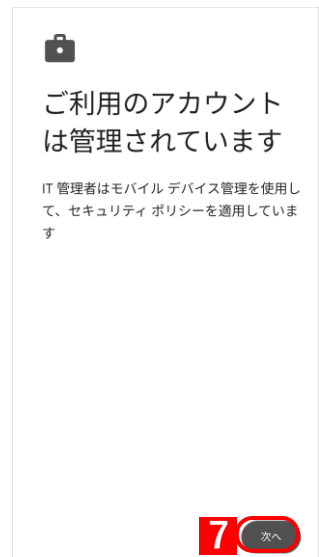 ご利用のアカウント
は管理されています
IT 管理者はモバイル デバイス管理を使用し
て、セキュリティ ポリシーを適用していま
す
7 次へ